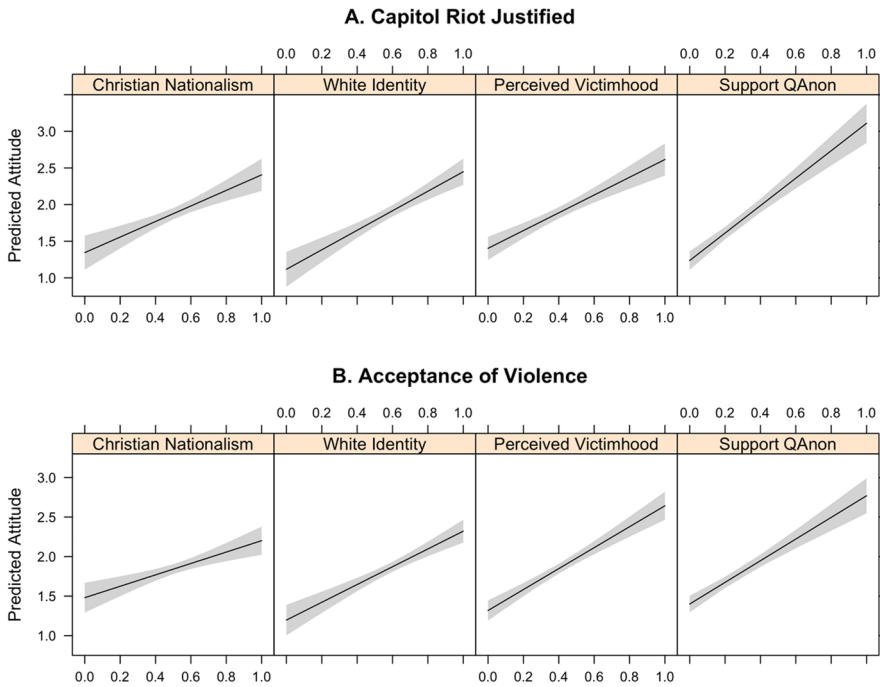 A. Capitol Riot Justified
0.0 0.2 0.4 0.6 0.8 1.0 0.0 0.2 0.4 0.6 0.8 1.0
Christian Nationalism White Identity Perceived Victimhood Support QAnon
Predicted Attitude
3.0
2.5
2.0
1.5
1.0
0.0 0.2 0.4 0.6 0.8 1.0 0.0 0.2 0.4 0.6 0.8 1.0
B. Acceptance of Violence
0.0 0.2 0.4 0.6 0.8 1.0 0.0 0.2 0.4 0.6 0.8 1.0
Christian Nationalism White Identity Perceived Victimhood Support QAnon
Predicted Attitude
3.0
2.5
2.0
1.5
1.0
0.0 0.2 0.4 0.6 0.8 1.0 0.0 0.2 0.4 0.6 0.8 1.0